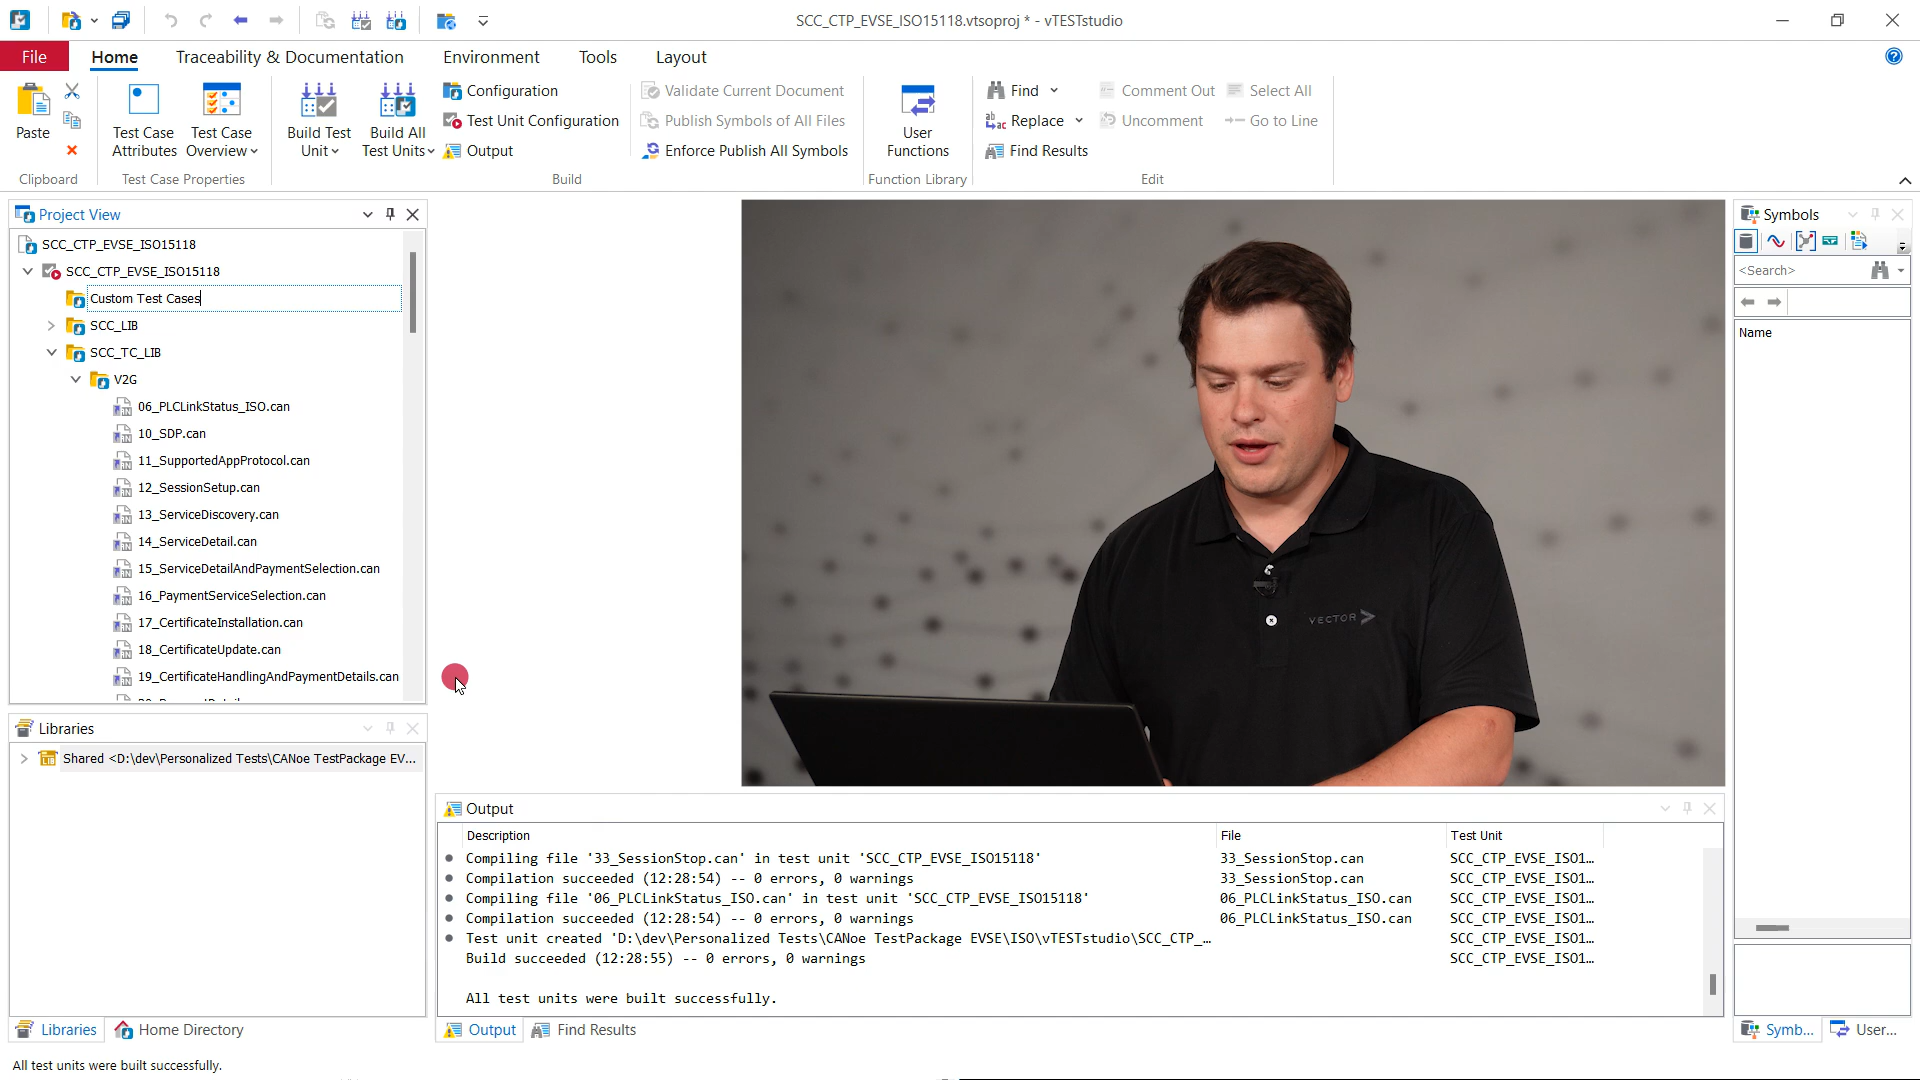 SCC_CTP_EVSE_ISO15118.vtsoproj * - vTESTstudio
File Home Traceability & Documentation Environment Tools Layout
Paste
Clipboard
Test Case Attributes
Test Case Overview
Test Case Properties
Build Test Unit
Build All Test Units
Configuration
Test Unit Configuration
Output
Validate Current Document
Publish Symbols of All Files
Enforce Publish All Symbols
Build
User Functions
Function Library
Find
Replace
Find Results
Comment Out
Uncomment
Select All
Go to Line
Edit
Project View
SCC_CTP_EVSE_ISO15118
SCC_CTP_EVSE_ISO15118
Custom Test Cases
SCC_LIB
SCC_TC_LIB
V2G
06_PLCLinkStatus_ISO.can
10_SDP.can
11_SupportedAppProtocol.can
12_SessionSetup.can
13_ServiceDiscovery.can
14_ServiceDetail.can
15_ServiceDetailAndPaymentSelection.can
16_PaymentServiceSelection.can
17_CertificateInstallation.can
18_CertificateUpdate.can
19_CertificateHandlingAndPaymentDetails.can
Libraries
Shared <D:\dev\Personalized Tests\CANoe TestPackage EV...
Libraries Home Directory
VECTOR
Output
Description File Test Unit
Compiling file '33_SessionStop.can' in test unit 'SCC_CTP_EVSE_ISO15118' 33_SessionStop.can SCC_CTP_EVSE_ISO1...
Compilation succeeded (12:28:54) -- 0 errors, 0 warnings 33_SessionStop.can SCC_CTP_EVSE_ISO1...
Compiling file '06_PLCLinkStatus_ISO.can' in test unit 'SCC_CTP_EVSE_ISO15118' 06_PLCLinkStatus_ISO.can SCC_CTP_EVSE_ISO1...
Compilation succeeded (12:28:54) -- 0 errors, 0 warnings 06_PLCLinkStatus_ISO.can SCC_CTP_EVSE_ISO1...
Test unit created 'D:\dev\Personalized Tests\CANoe TestPackage EVSE\ISO\vTESTstudio\SCC_CTP_... SCC_CTP_EVSE_ISO1...
Build succeeded (12:28:55) -- 0 errors, 0 warnings SCC_CTP_EVSE_ISO1...
All test units were built successfully.
Output Find Results
Symbols
<Search>
Name
Symb... User...
All test units were built successfully.